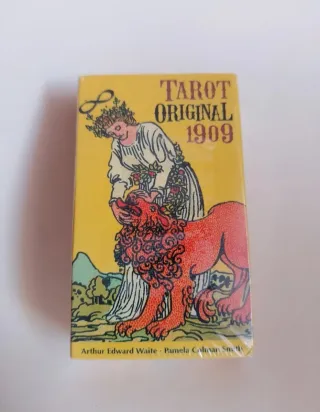 TAROT
ORIGINAL
1909
Arthur Edward Waite · Pamela Colman Smith